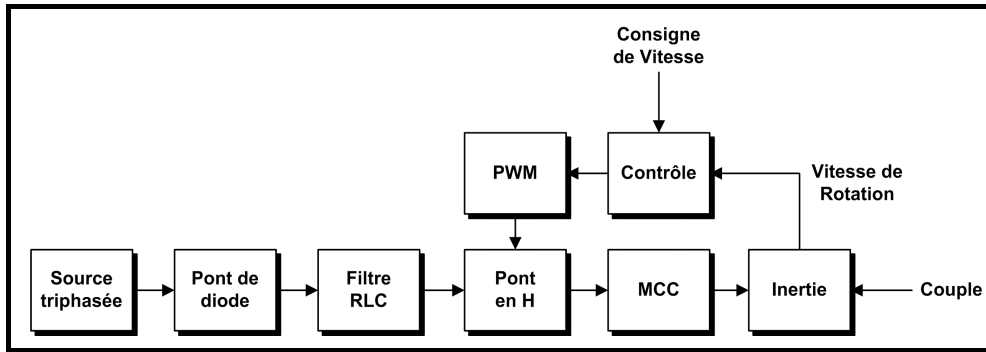 Consigne
de Vitesse
PWM
Contrôle
Vitesse de
Rotation
Source
triphasée
Pont de
diode
Filtre
RLC
Pont
en H
MCC
Inertie
Couple